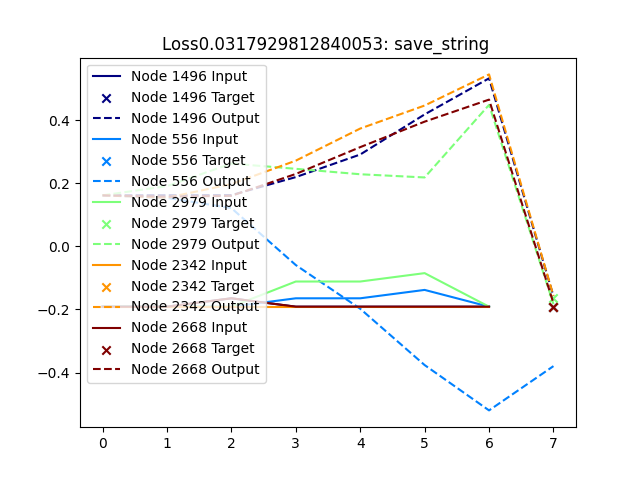 Loss0.0317929812840053: save_string
Node 1496 Input
Node 1496 Target
Node 1496 Output
Node 556 Input
Node 556 Target
Node 556 Output
Node 2979 Input
Node 2979 Target
Node 2979 Output
Node 2342 Input
Node 2342 Target
Node 2342 Output
Node 2668 Input
Node 2668 Target
Node 2668 Output
0.4
0.2
0.0
−0.2
−0.4
0 1 2 3 4 5 6 7